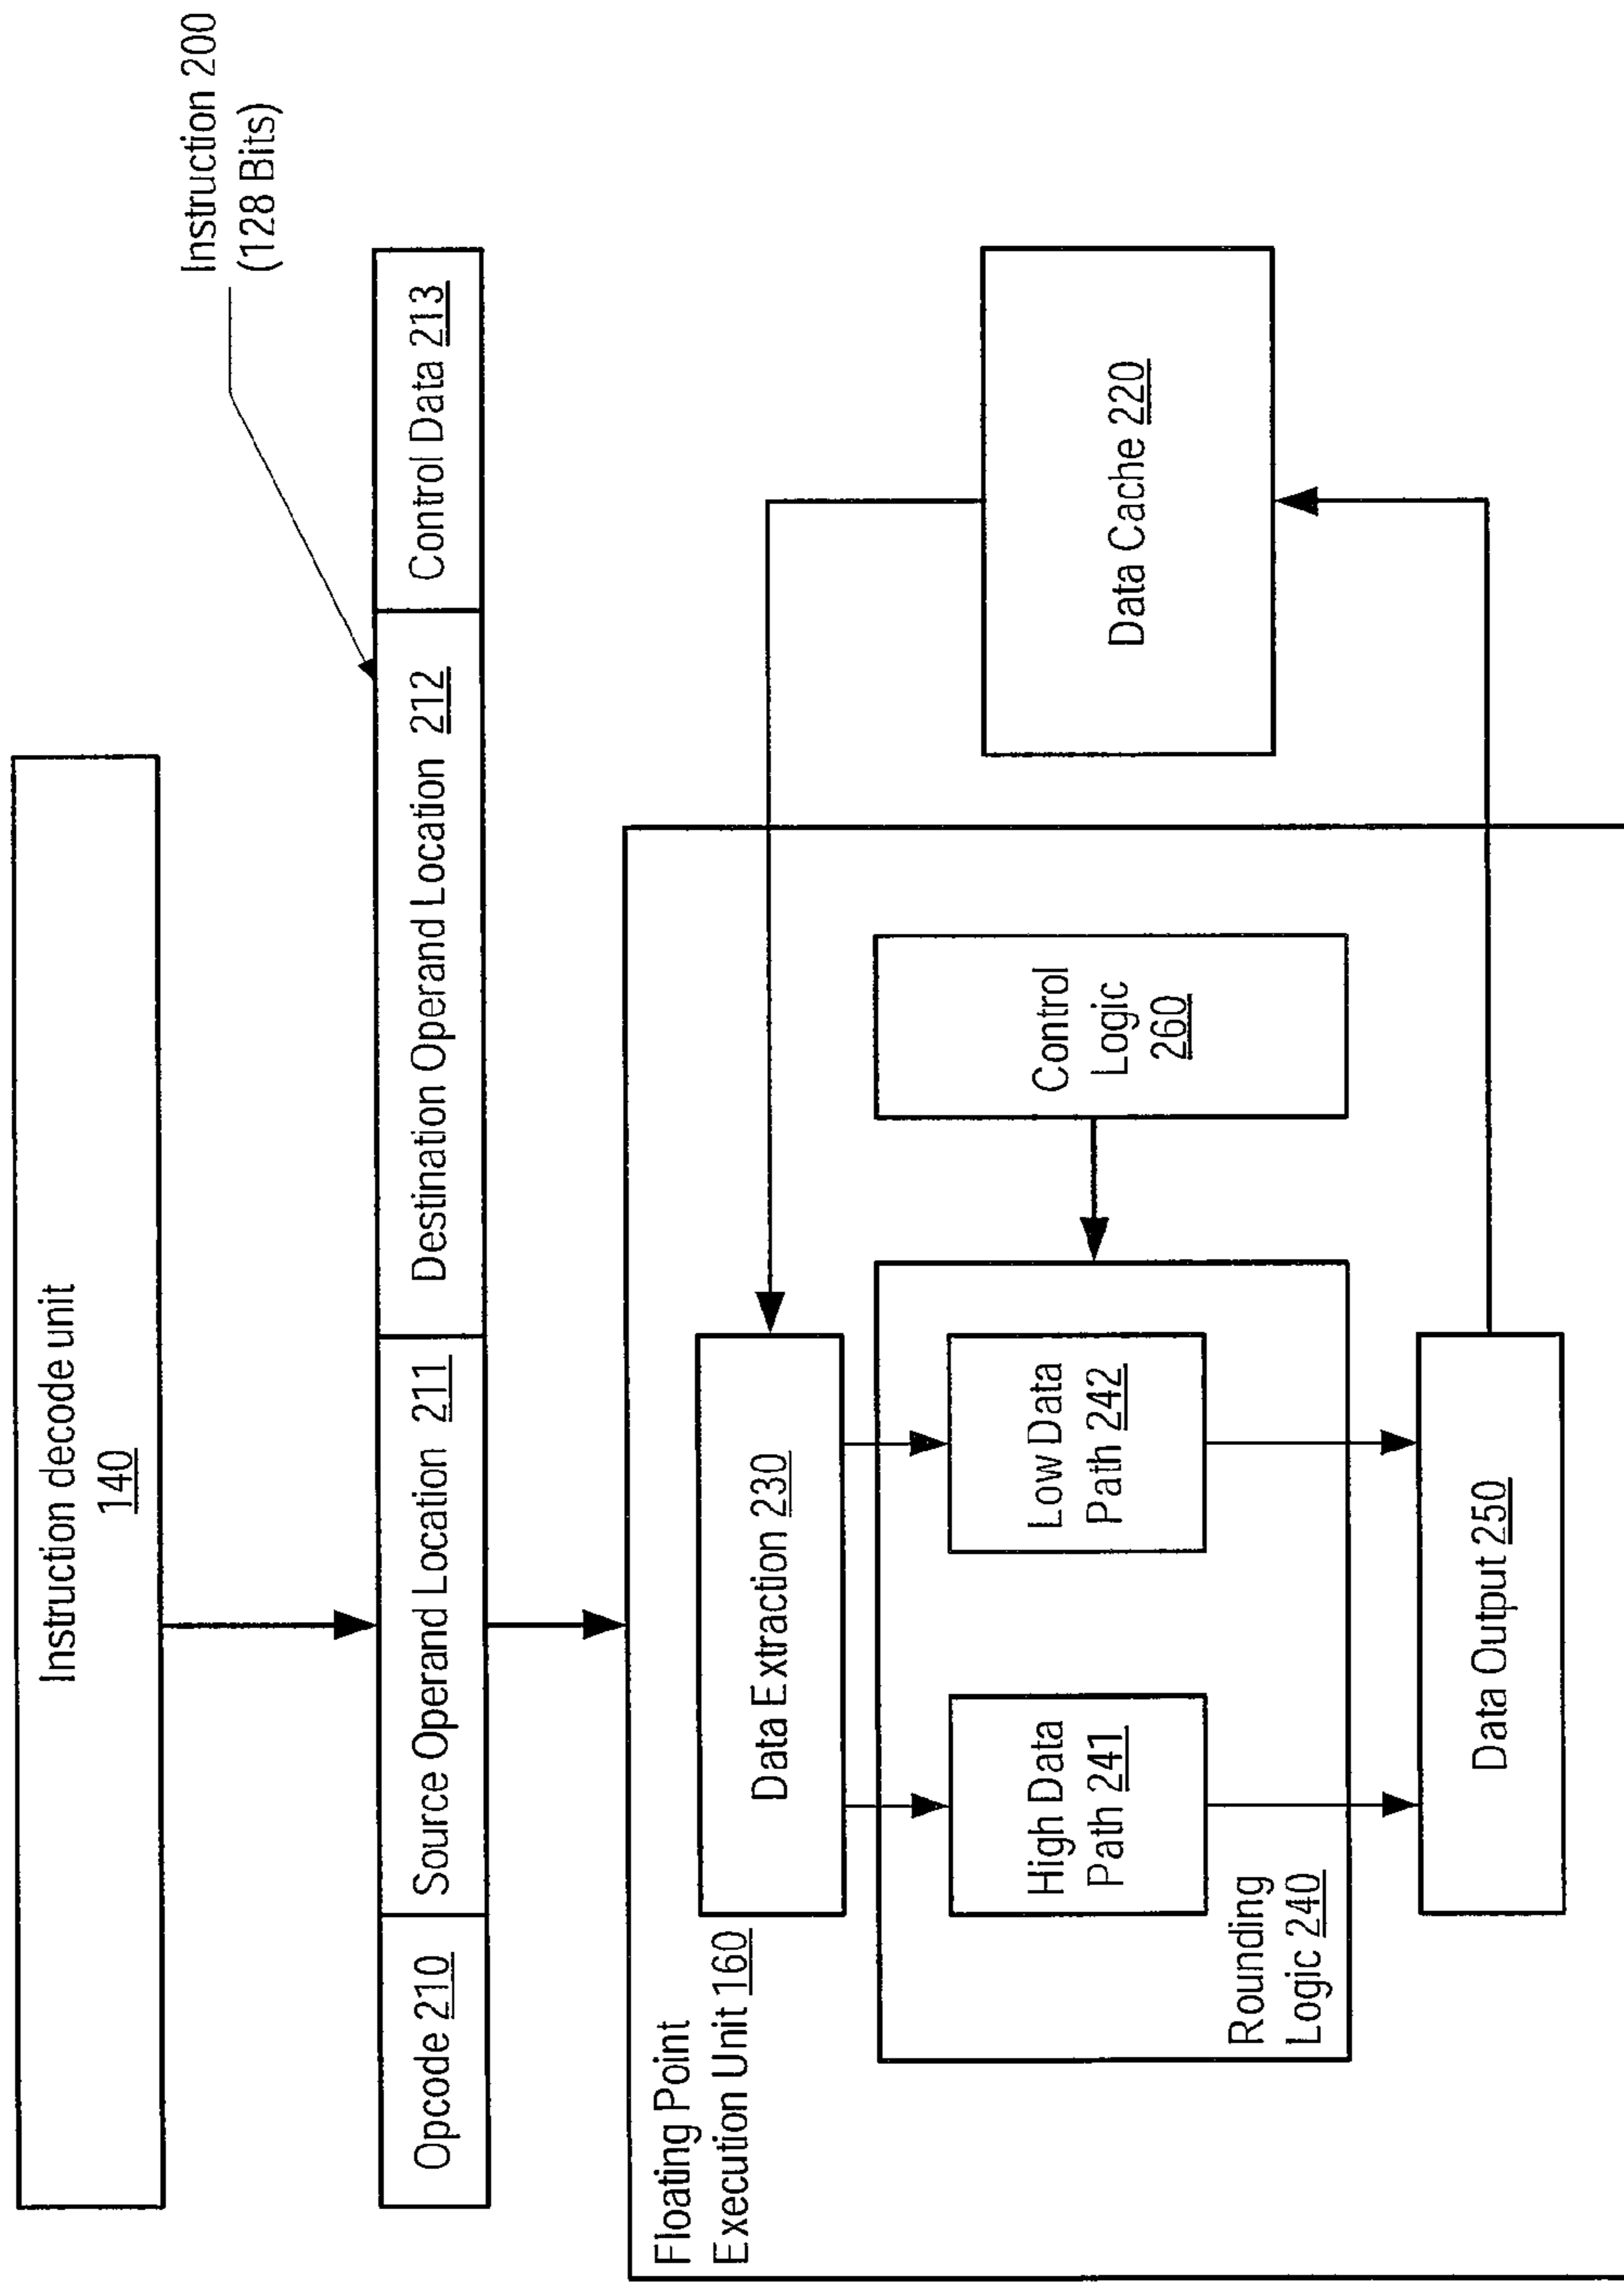 Instruction decode unit
140
Instruction 200
(128 Bits)
Opcode 210
Source Operand Location 211
Destination Operand Location 212
Control Data 213
Floating Point
Execution Unit 160
Data Extraction 230
High Data
Path 241
Low Data
Path 242
Rounding
Logic 240
Control
Logic
260
Data Cache 220
Data Output 250